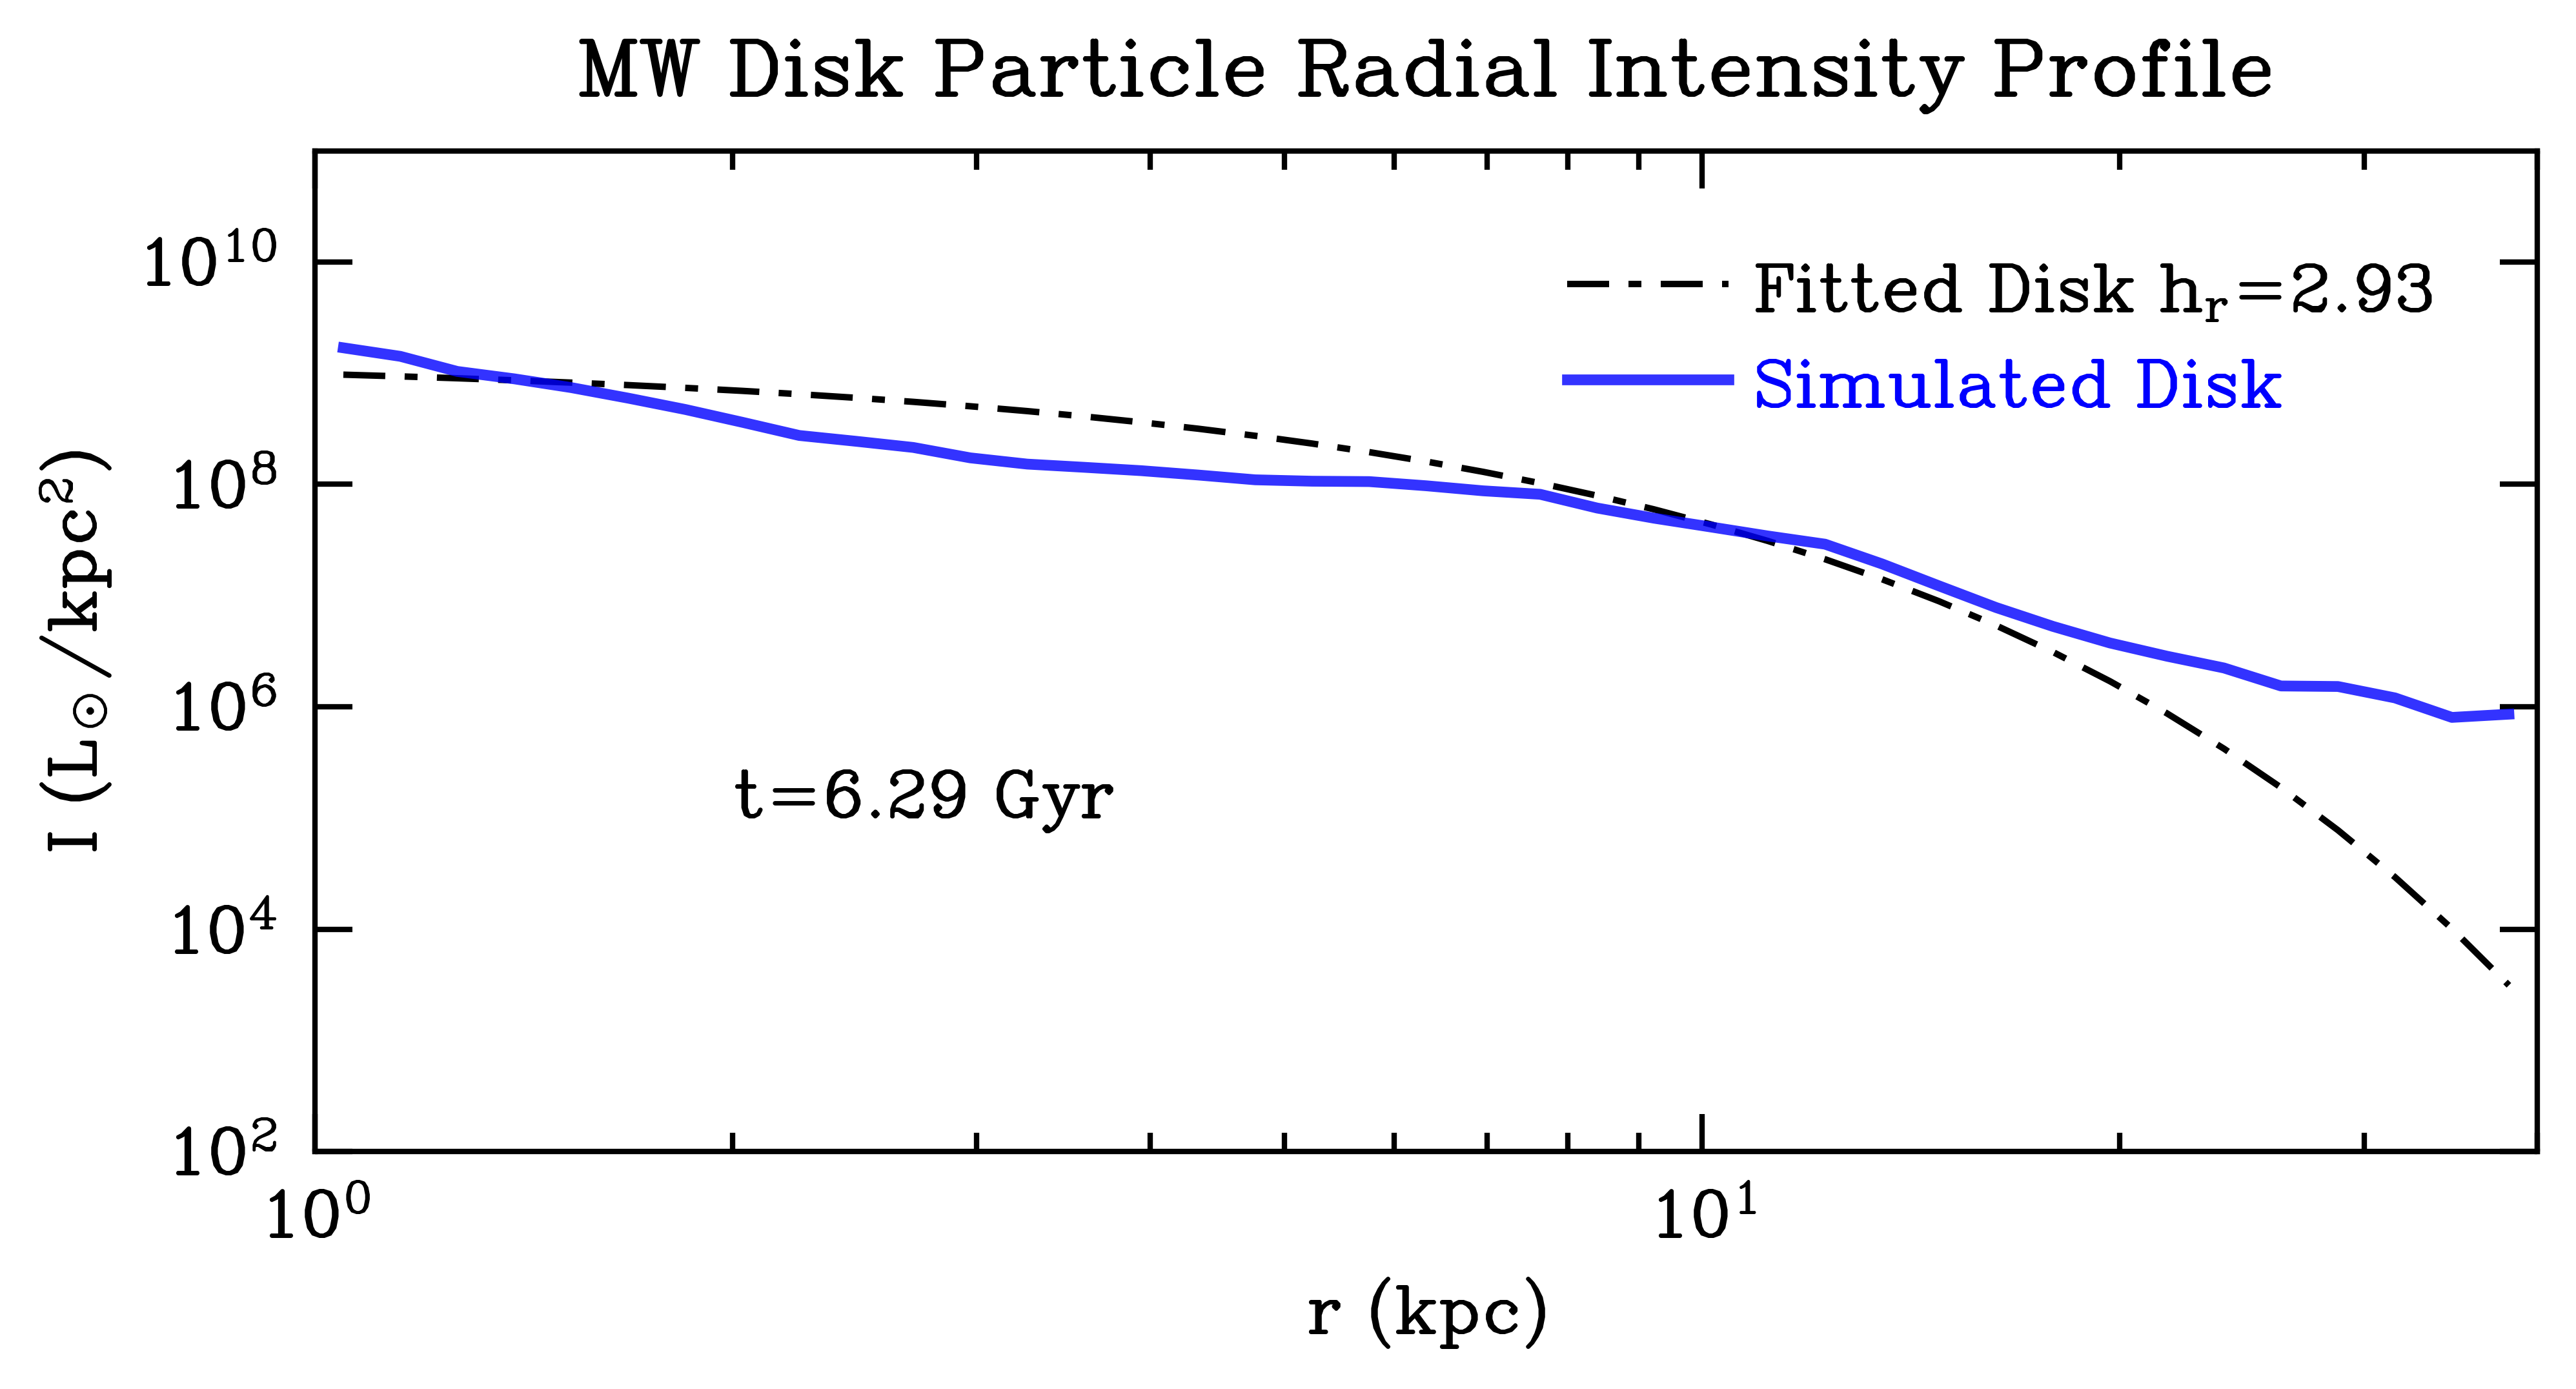 MW Disk Particle Radial Intensity Profile
I (L⊙/kpc²)
10¹⁰
10⁸
10⁶
10⁴
10²
Fitted Disk hᵣ=2.93
Simulated Disk
t=6.29 Gyr
10⁰
10¹
r (kpc)